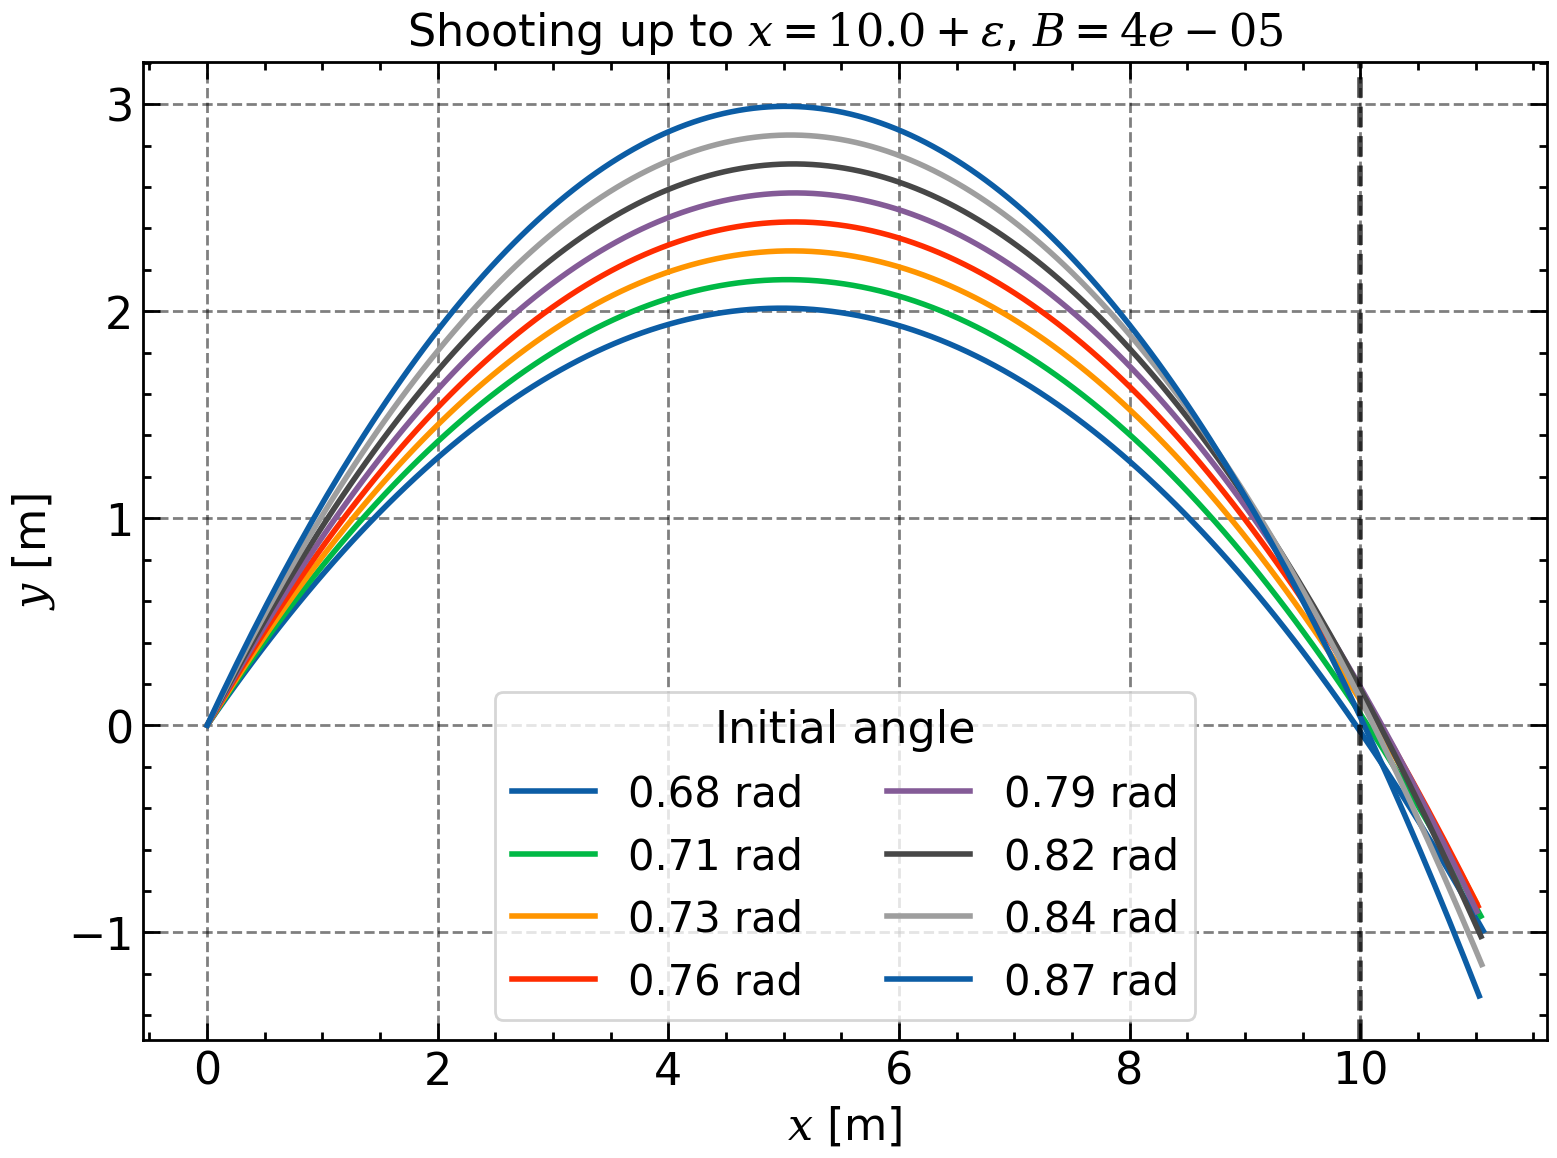 Shooting up to x = 10.0 + ε, B = 4e − 05
y [m]
3
2
1
0
−1
Initial angle
0.68 rad
0.71 rad
0.73 rad
0.76 rad
0.79 rad
0.82 rad
0.84 rad
0.87 rad
0 2 4 6 8 10
x [m]